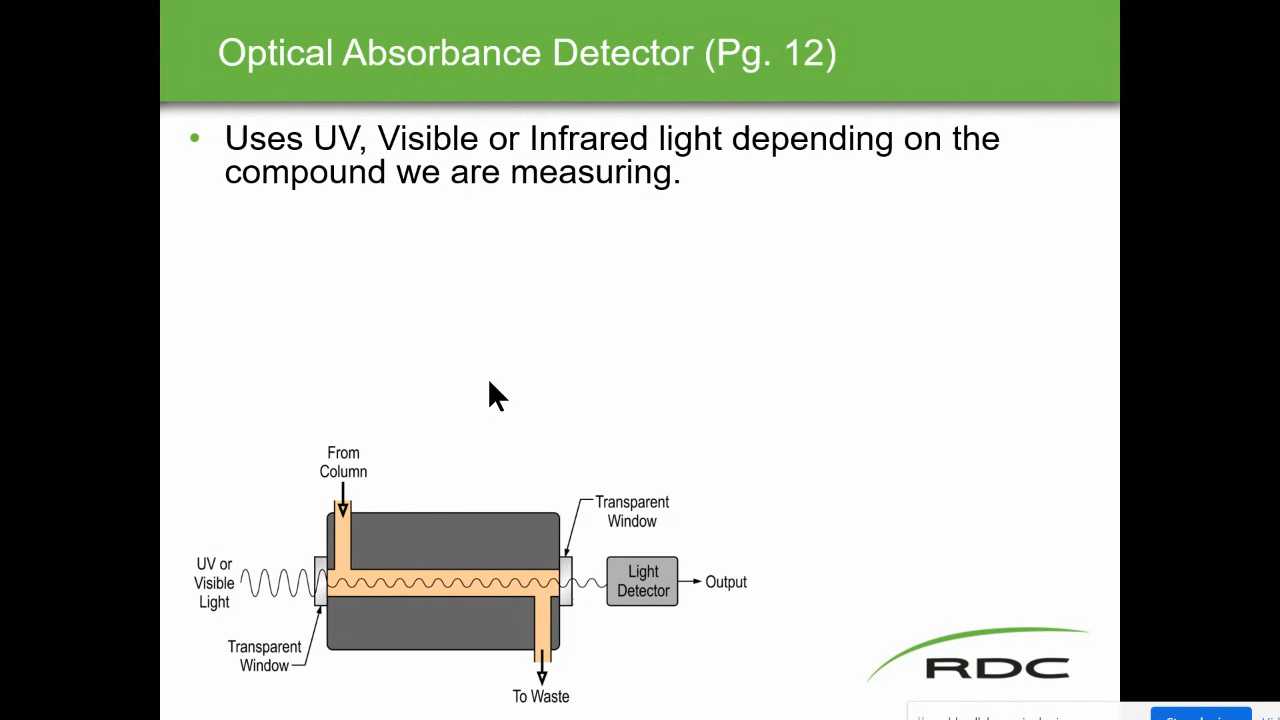 Optical Absorbance Detector (Pg. 12)
• Uses UV, Visible or Infrared light depending on the
compound we are measuring.
From
Column
Transparent
Window
UV or
Visible
Light
Light
Detector
Output
Transparent
Window
To Waste
RDC